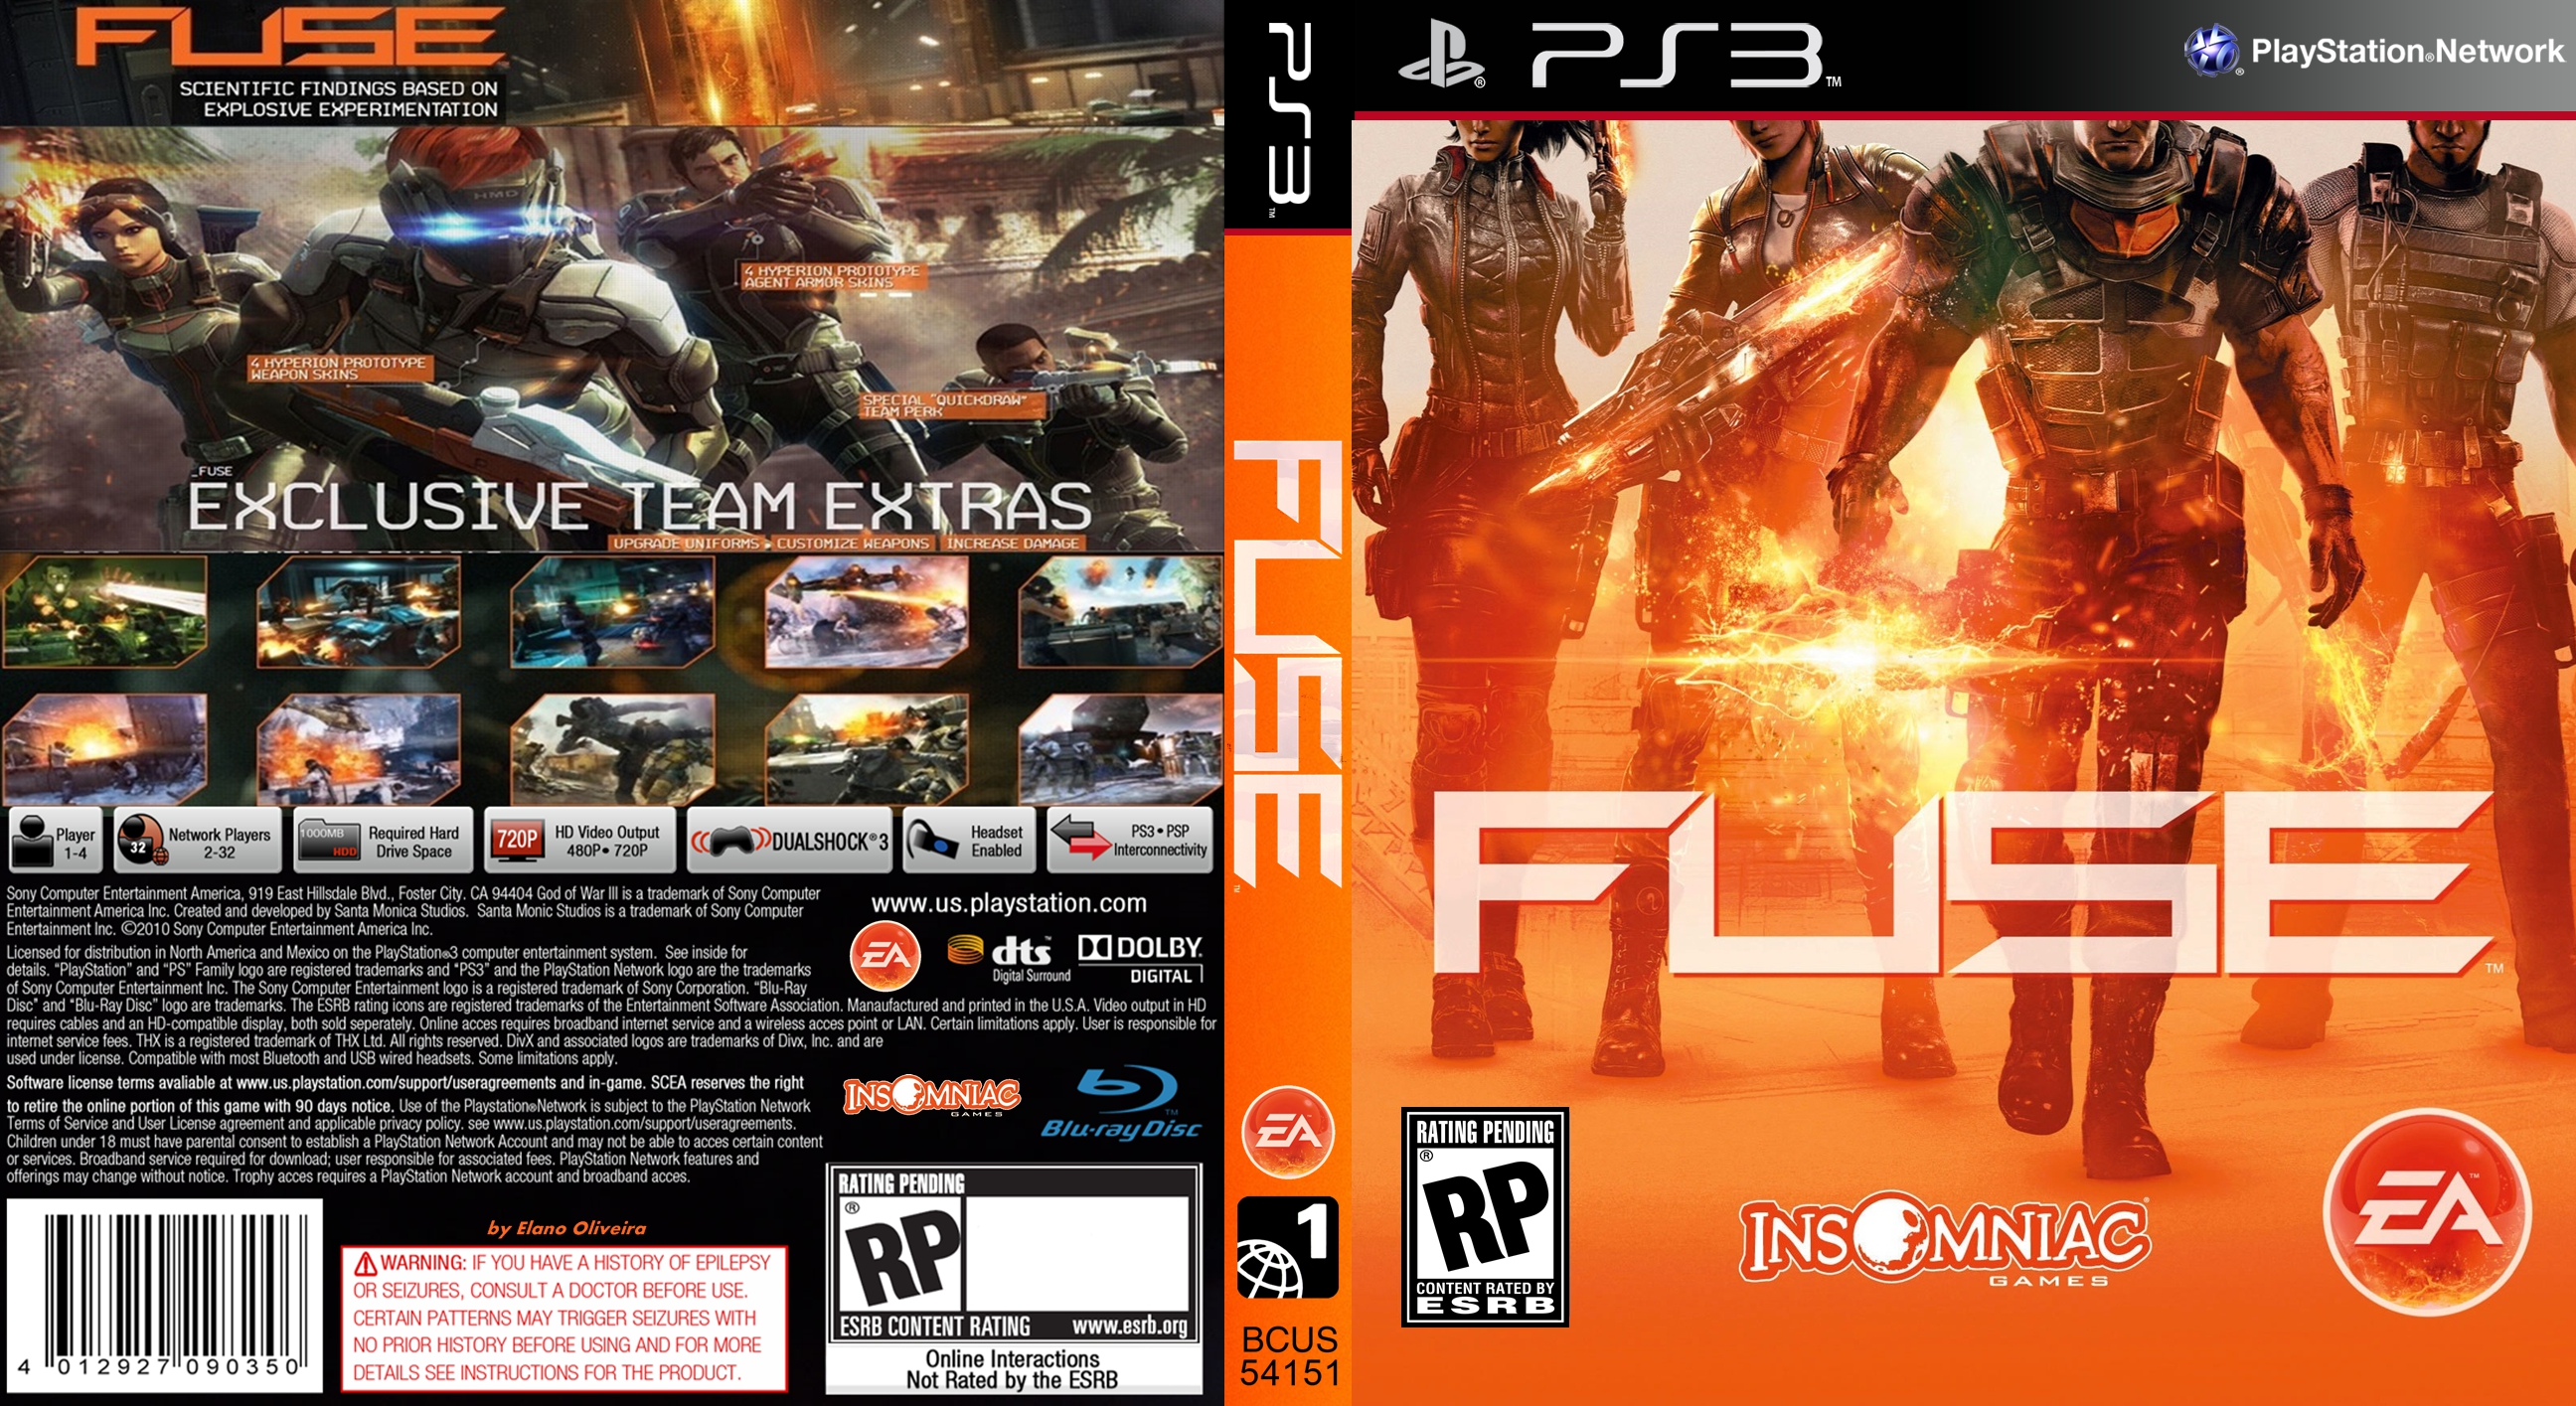 FUSE
SCIENTIFIC FINDINGS BASED ON
EXPLOSIVE EXPERIMENTATION
HMD
4 HYPERION PROTOTYPE
AGENT ARMOR SKINS
4 HYPERION PROTOTYPE
WEAPON SKINS
SPECIAL "QUICKDRAW"
TEAM PERK
_FUSE
EXCLUSIVE TEAM EXTRAS
UPGRADE UNIFORMS CUSTOMIZE WEAPONS INCREASE DAMAGE
Player
1-4
32
Network Players
2-32
1000MB
HDD
Required Hard
Drive Space
720P
HD Video Output
480P• 720P
DUALSHOCK®3
Headset
Enabled
PS3•PSP
Interconnectivity
Sony Computer Entertainment America, 919 East Hillsdale Blvd., Foster City. CA 94404 God of War III is a trademark of Sony Computer
Entertainment America Inc. Created and developed by Santa Monica Studios. Santa Monic Studios is a trademark of Sony Computer
Entertainment Inc. ©2010 Sony Computer Entertainment America Inc.
Licensed for distribution in North America and Mexico on the PlayStation®3 computer entertainment system. See inside for
details. "PlayStation" and "PS" Family logo are registered trademarks and "PS3" and the PlayStation Network logo are the trademarks
of Sony Computer Entertainment Inc. The Sony Computer Entertainment logo is a registered trademark of Sony Corporation. "Blu-Ray
Disc" and "Blu-Ray Disc" logo are trademarks. The ESRB rating icons are registered trademarks of the Entertainment Software Association. Manaufactured and printed in the U.S.A. Video output in HD
requires cables and an HD-compatible display, both sold seperately. Online acces requires broadband internet service and a wireless acces point or LAN. Certain limitations apply. User is responsible for
internet service fees. THX is a registered trademark of THX Ltd. All rights reserved. DivX and associated logos are trademarks of Divx, Inc. and are
used under license. Compatible with most Bluetooth and USB wired headsets. Some limitations apply.
Software license terms avaliable at www.us.playstation.com/support/useragreements and in-game. SCEA reserves the right
to retire the online portion of this game with 90 days notice. Use of the Playstation®Network is subject to the PlayStation Network
Terms of Service and User License agreement and applicable privacy policy. see www.us.playstation.com/support/useragreements.
Children under 18 must have parental consent to establish a PlayStation Network Account and may not be able to acces certain content
or services. Broadband service required for download; user responsible for associated fees. PlayStation Network features and
offerings may change without notice. Trophy acces requires a PlayStation Network account and broadband acces.
www.us.playstation.com
EA
dts™
Digital Surround
DOLBY.
DIGITAL
INSOMNIAC
GAMES
Blu-ray Disc™
4 012927 090350
by Elano Oliveira
WARNING: IF YOU HAVE A HISTORY OF EPILEPSY
OR SEIZURES, CONSULT A DOCTOR BEFORE USE.
CERTAIN PATTERNS MAY TRIGGER SEIZURES WITH
NO PRIOR HISTORY BEFORE USING AND FOR MORE
DETAILS SEE INSTRUCTIONS FOR THE PRODUCT.
RATING PENDING
®
RP
ESRB CONTENT RATING www.esrb.org
Online Interactions
Not Rated by the ESRB
PS3™
FUSE™
EA
1
BCUS
54151
PS3™
PlayStation®Network
FUSE™
RATING PENDING
®
RP
CONTENT RATED BY
ESRB
INSOMNIAC®
GAMES
EA™